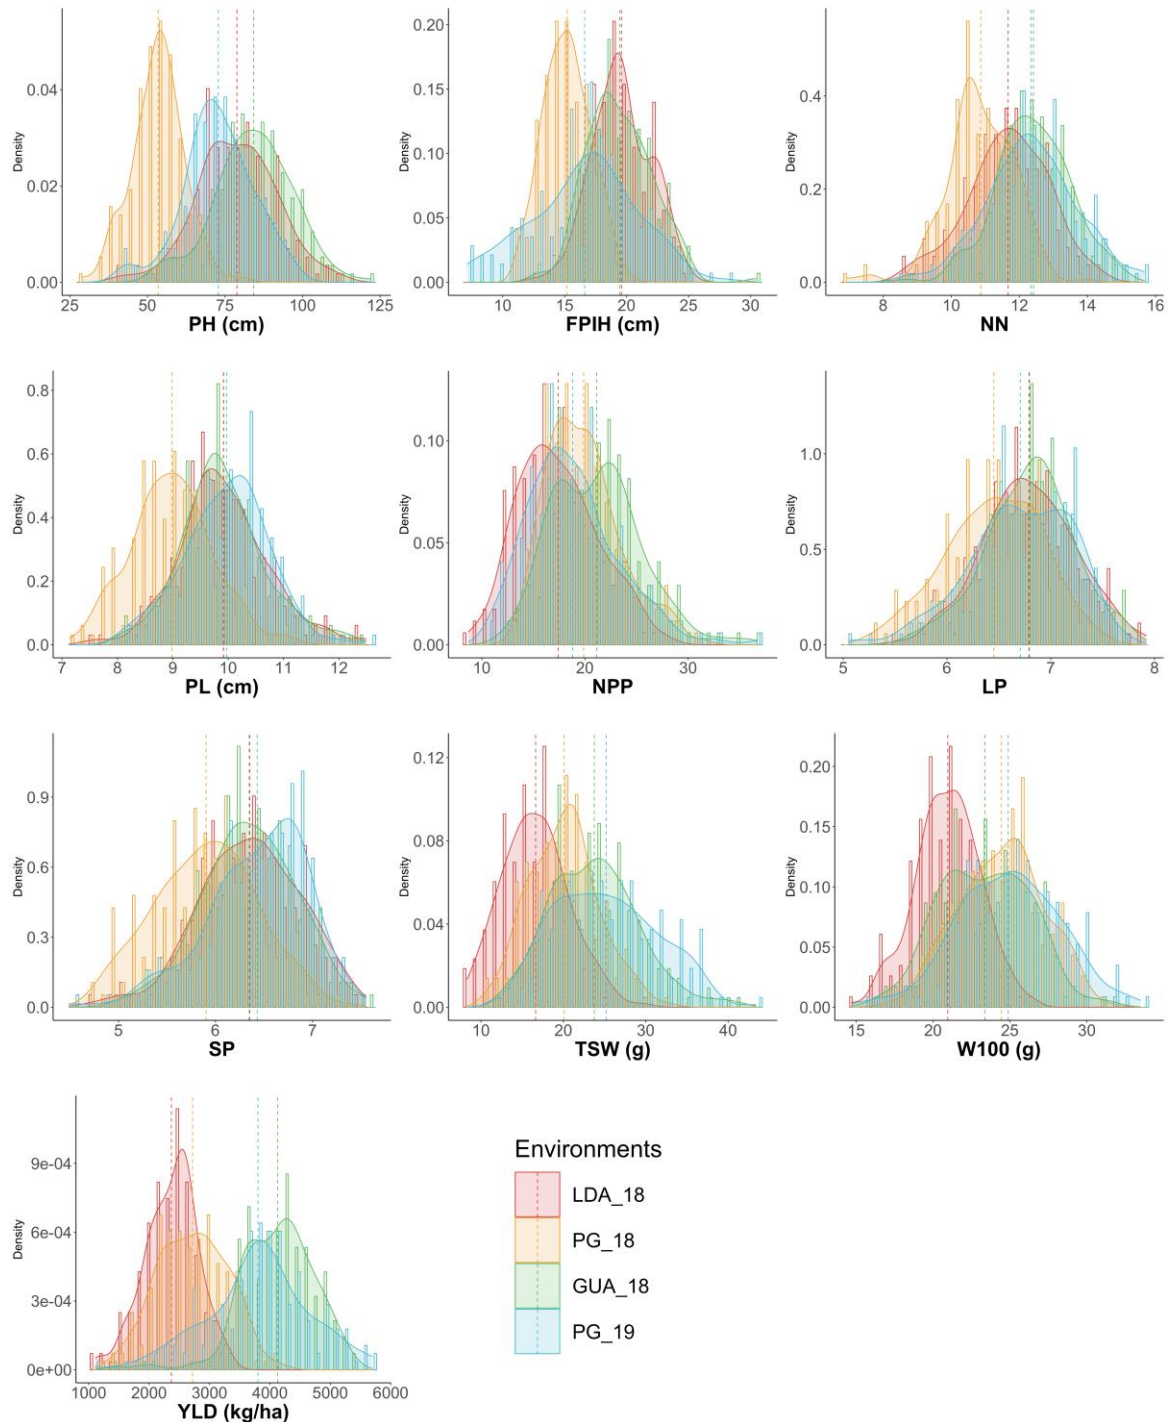 Density
0.04
0.02
0.00
25 50 75 100 125
PH (cm)
Density
0.20
0.15
0.10
0.05
0.00
10 15 20 25 30
FPIH (cm)
Density
0.4
0.2
0.0
8 10 12 14 16
NN
Density
0.8
0.6
0.4
0.2
0.0
7 8 9 10 11 12
PL (cm)
Density
0.10
0.05
0.00
10 20 30
NPP
Density
1.0
0.5
0.0
5 6 7 8
LP
Density
0.9
0.6
0.3
0.0
5 6 7
SP
Density
0.12
0.08
0.04
0.00
10 20 30 40
TSW (g)
Density
0.20
0.15
0.10
0.05
0.00
15 20 25 30
W100 (g)
Density
9e-04
6e-04
3e-04
0e+00
1000 2000 3000 4000 5000 6000
YLD (kg/ha)
Environments
LDA_18
PG_18
GUA_18
PG_19